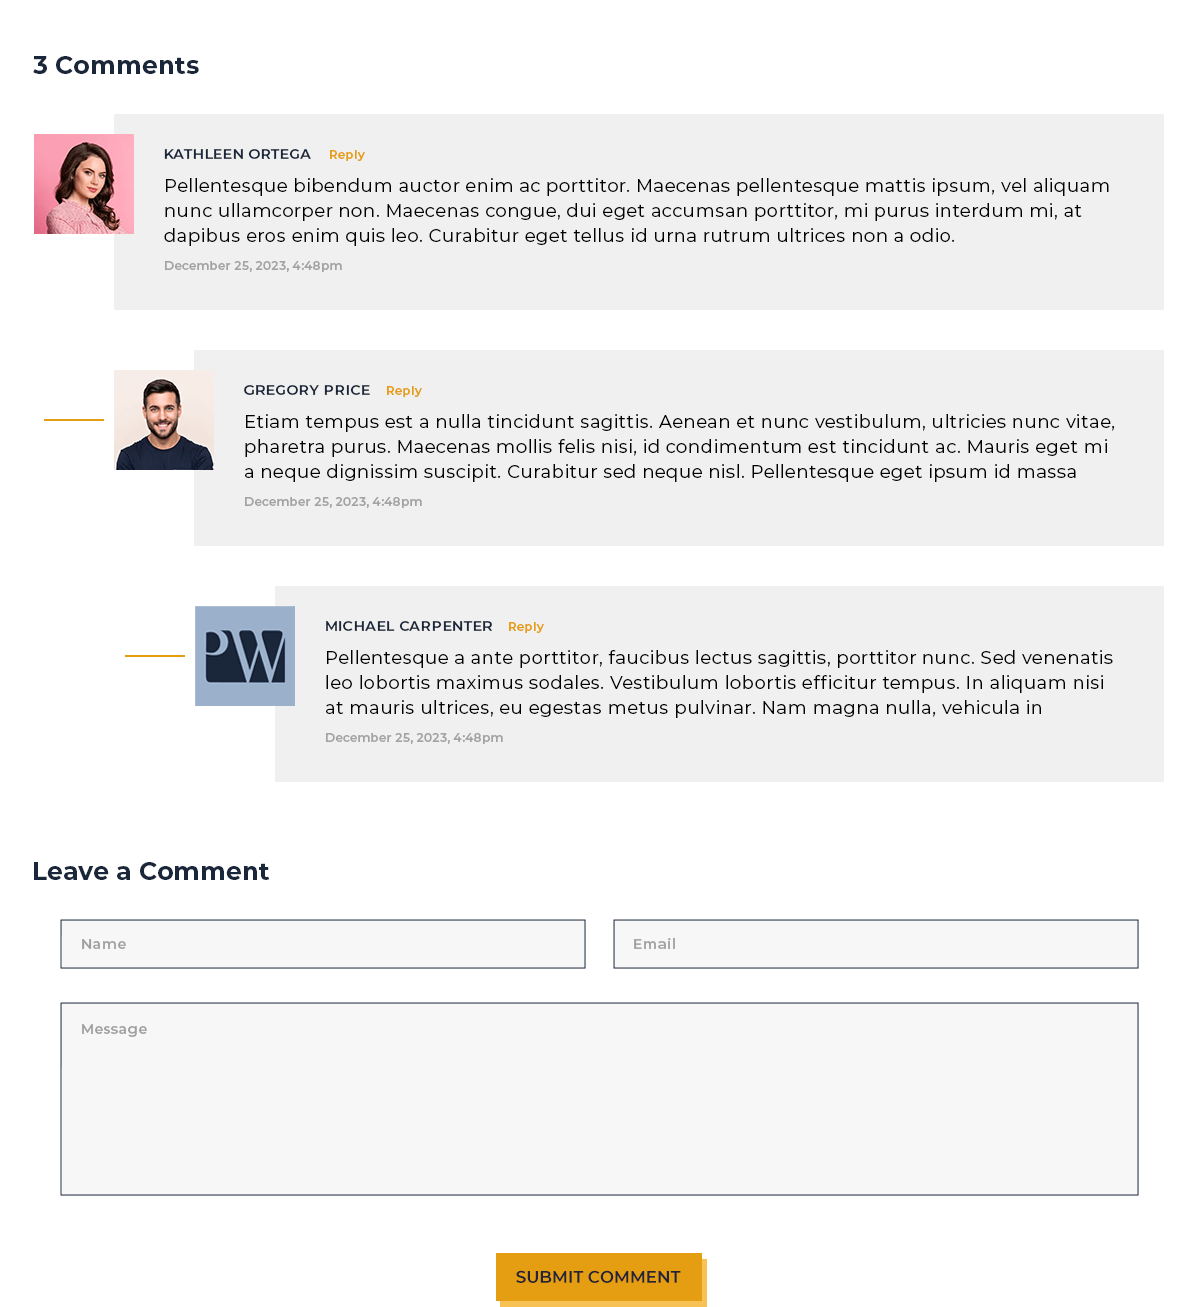 3 Comments
KATHLEEN ORTEGA Reply
Pellentesque bibendum auctor enim ac porttitor. Maecenas pellentesque mattis ipsum, vel aliquam
nunc ullamcorper non. Maecenas congue, dui eget accumsan porttitor, mi purus interdum mi, at
dapibus eros enim quis leo. Curabitur eget tellus id urna rutrum ultrices non a odio.
December 25, 2023, 4:48pm
GREGORY PRICE Reply
Etiam tempus est a nulla tincidunt sagittis. Aenean et nunc vestibulum, ultricies nunc vitae,
pharetra purus. Maecenas mollis felis nisi, id condimentum est tincidunt ac. Mauris eget mi
a neque dignissim suscipit. Curabitur sed neque nisl. Pellentesque eget ipsum id massa
December 25, 2023, 4:48pm
PW
MICHAEL CARPENTER Reply
Pellentesque a ante porttitor, faucibus lectus sagittis, porttitor nunc. Sed venenatis
leo lobortis maximus sodales. Vestibulum lobortis efficitur tempus. In aliquam nisi
at mauris ultrices, eu egestas metus pulvinar. Nam magna nulla, vehicula in
December 25, 2023, 4:48pm
Leave a Comment
Name
Email
Message
SUBMIT COMMENT